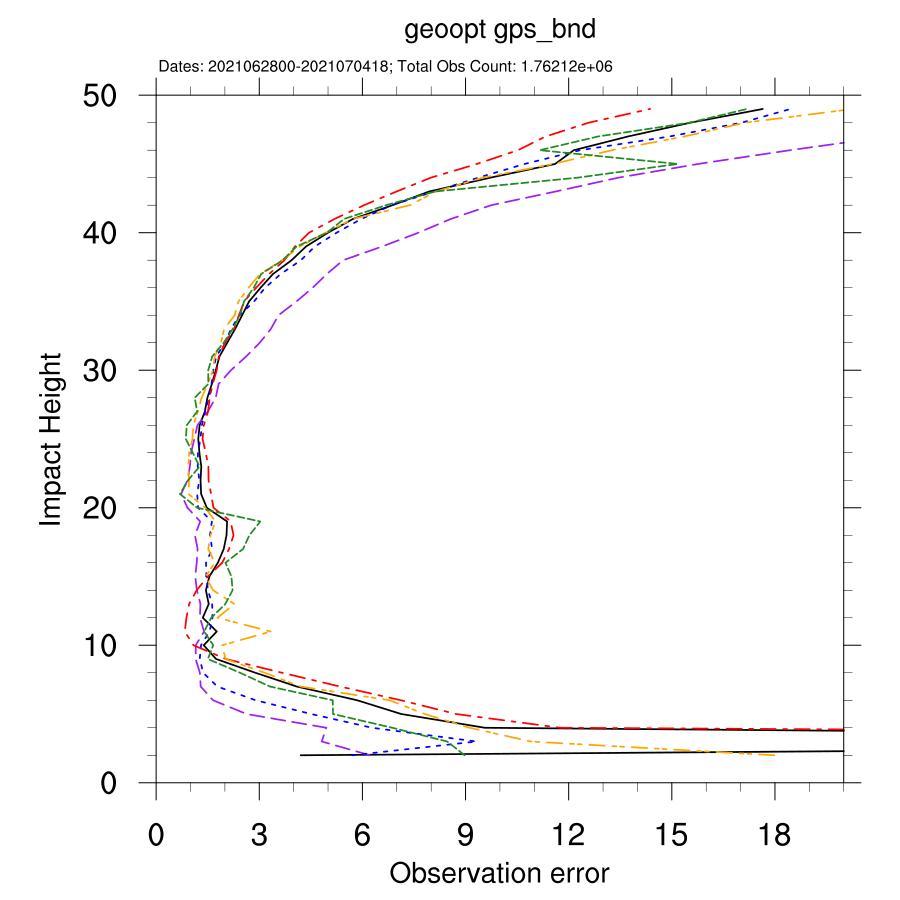 geoopt gps_bnd
Dates: 2021062800-2021070418; Total Obs Count: 1.76212e+06
50
40
30
20
10
0
Impact Height
0 3 6 9 12 15 18
Observation error